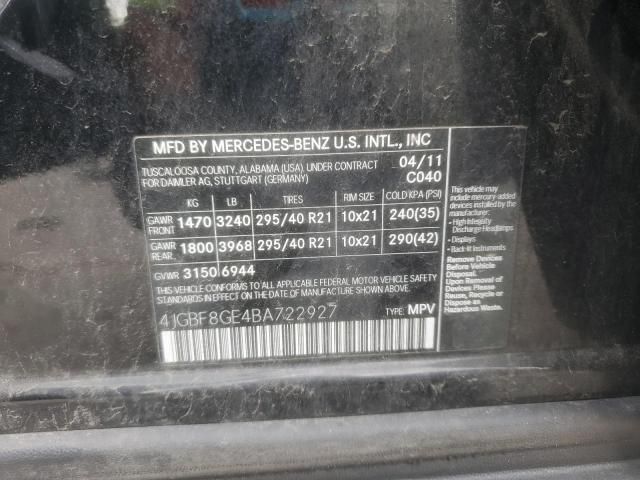 MFD BY MERCEDES-BENZ U.S. INTL., INC
TUSCALOOSA COUNTY, ALABAMA (USA), UNDER CONTRACT 04/11
FOR DAIMLER AG, STUTTGART (GERMANY) C040
KG LB TIRES RIM SIZE COLD KPA (PSI)
GAWR FRONT 1470 3240 295/40 R21 10x21 240(35)
GAWR REAR. 1800 3968 295/40 R21 10x21 290(42)
GVWR 3150 6944
CONFORMS TO ALL APPLICABLE FEDERAL MOTOR VEHICLE SAFETY
THEFT PREVENTION STANDARDS IN EFFECT ON THE DATE OF
MANUFACTURE SHOWN ABOVE.
4JGBF8GE4BA722927 TYPE: MPV
This vehicle may
include mercury-added
devices installed by
the manufacturer:
• High Intensity
Discharge Headlamps
• Displays
• Back-lit Instruments
Remove Devices
Before Vehicle
Disposal.
Upon Removal of
Devices Please
Reuse, Recycle or
Dispose as
Hazardous Waste.